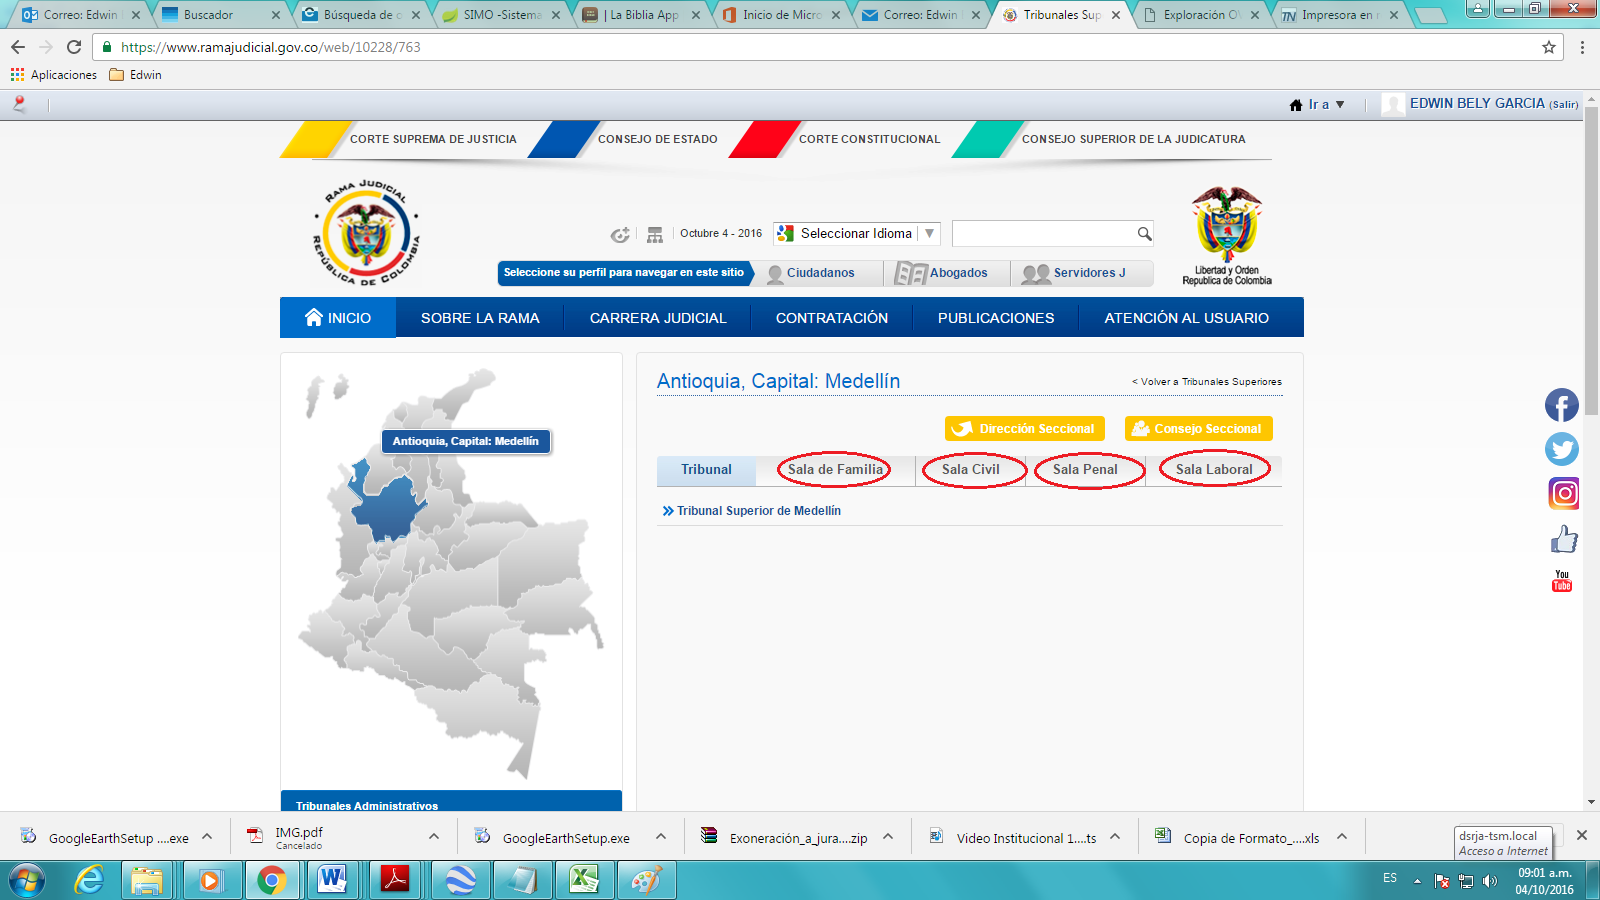 Correo: Edwin
Buscador
Búsqueda de c
SIMO -Sistema
| La Biblia App
Inicio de Micro
Correo: Edwin
Tribunales Sup
Exploración OV
Impresora en r
https://www.ramajudicial.gov.co/web/10228/763
Aplicaciones
Edwin
Ir a ▼
EDWIN BELY GARCIA (Salir)
CORTE SUPREMA DE JUSTICIA
CONSEJO DE ESTADO
CORTE CONSTITUCIONAL
CONSEJO SUPERIOR DE LA JUDICATURA
RAMA JUDICIAL
REPÚBLICA DE COLOMBIA
Octubre 4 - 2016
Seleccionar Idioma
Libertad y Orden
Republica de Colombia
Seleccione su perfil para navegar en este sitio
Ciudadanos
Abogados
Servidores J
INICIO
SOBRE LA RAMA
CARRERA JUDICIAL
CONTRATACIÓN
PUBLICACIONES
ATENCIÓN AL USUARIO
Antioquia, Capital: Medellín
Antioquia, Capital: Medellín
< Volver a Tribunales Superiores
Dirección Seccional
Consejo Seccional
Tribunal
Sala de Familia
Sala Civil
Sala Penal
Sala Laboral
Tribunal Superior de Medellín
You
Tube
Tribunales Administrativos
GoogleEarthSetup ....exe
IMG.pdf
Cancelado
GoogleEarthSetup.exe
Exoneración_a_jura....zip
Video Institucional 1....ts
Copia de Formato_....xls
dsrja-tsm.local
Acceso a Internet
ES
09:01 a.m.
04/10/2016